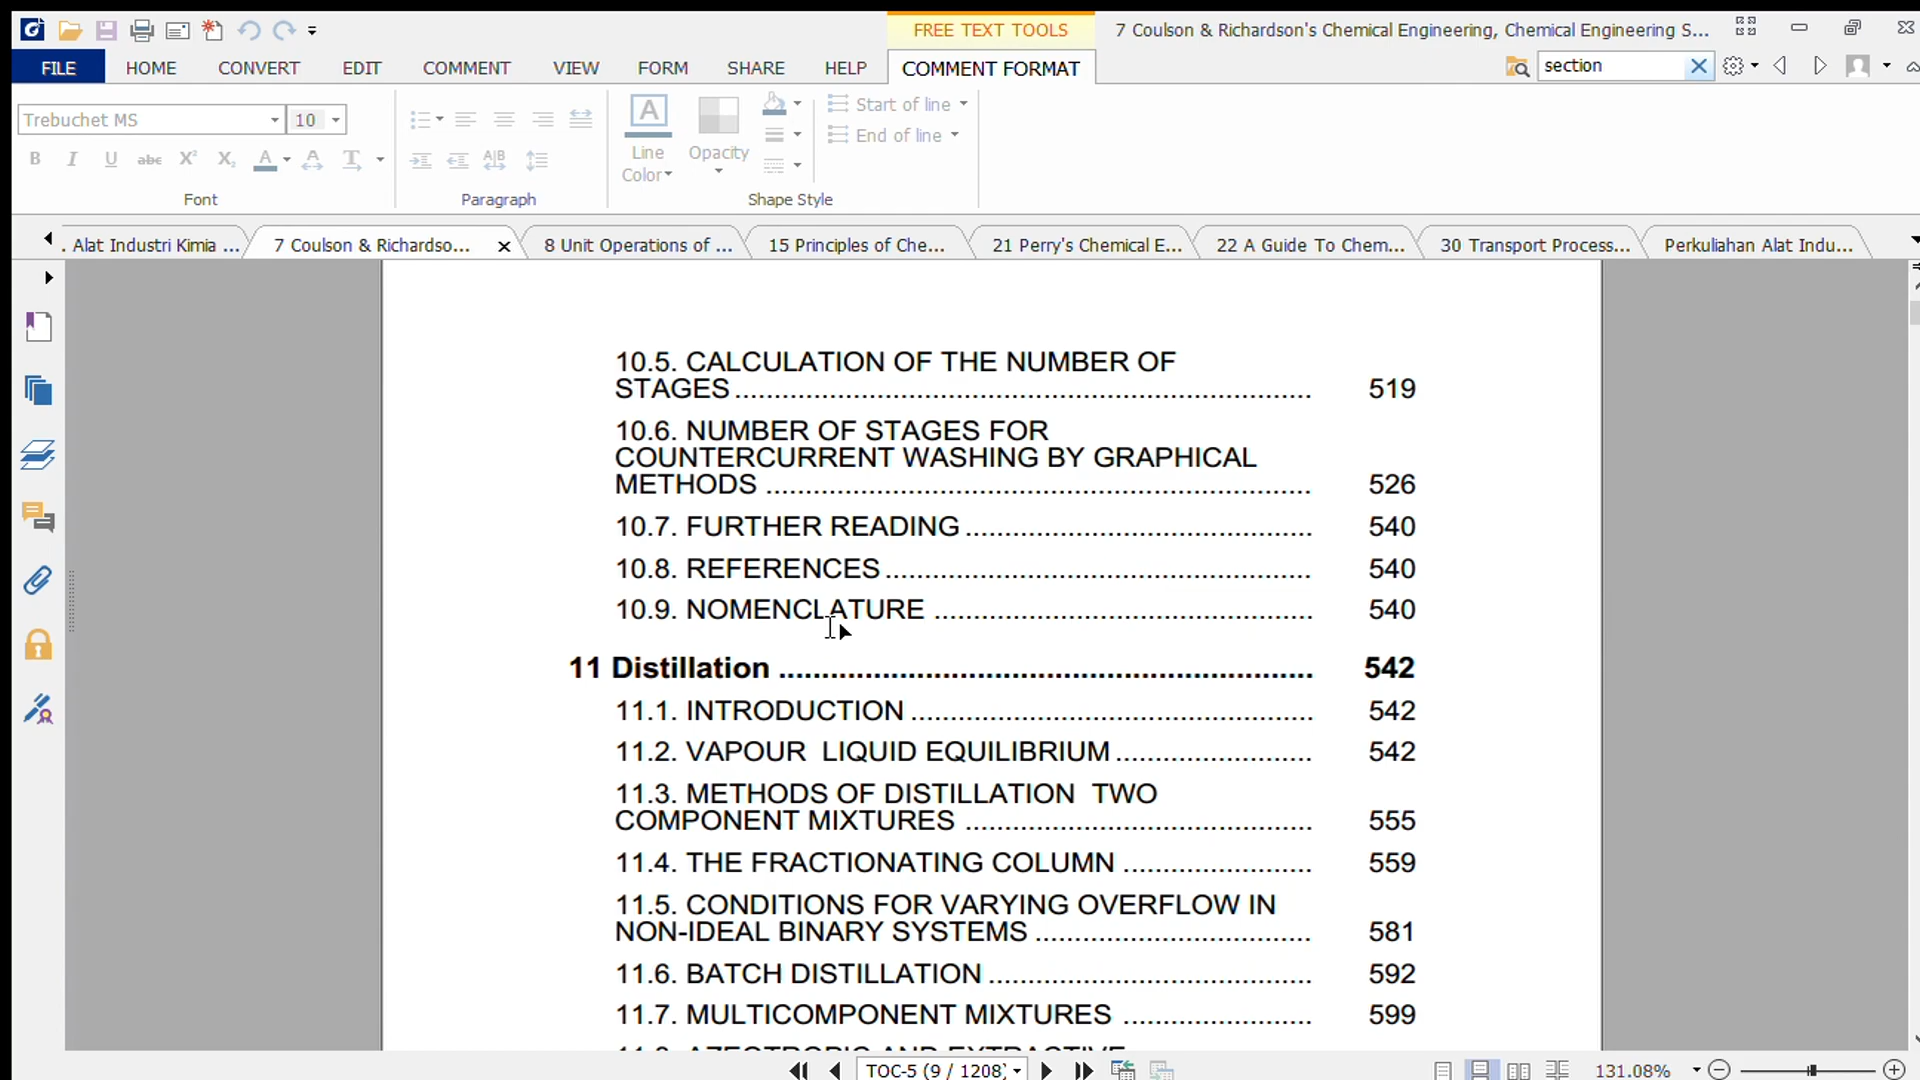 FREE TEXT TOOLS
7 Coulson & Richardson's Chemical Engineering, Chemical Engineering S...
FILE HOME CONVERT EDIT COMMENT VIEW FORM SHARE HELP COMMENT FORMAT
section
Trebuchet MS 10
B I U abc X² X₂ A A T
A|B
Font
Paragraph
A
Line Color
Opacity
Start of line
End of line
Shape Style
. Alat Industri Kimia ... 7 Coulson & Richardso... 8 Unit Operations of ... 15 Principles of Che... 21 Perry's Chemical E... 22 A Guide To Chem... 30 Transport Process... Perkuliahan Alat Indu...
10.5. CALCULATION OF THE NUMBER OF
STAGES.......................................................................... 519
10.6. NUMBER OF STAGES FOR
COUNTERCURRENT WASHING BY GRAPHICAL
METHODS ...................................................................... 526
10.7. FURTHER READING............................................ 540
10.8. REFERENCES ....................................................... 540
10.9. NOMENCLATURE ................................................ 540
11 Distillation .............................................................. 542
11.1. INTRODUCTION ................................................... 542
11.2. VAPOUR LIQUID EQUILIBRIUM......................... 542
11.3. METHODS OF DISTILLATION TWO
COMPONENT MIXTURES ............................................ 555
11.4. THE FRACTIONATING COLUMN ........................ 559
11.5. CONDITIONS FOR VARYING OVERFLOW IN
NON-IDEAL BINARY SYSTEMS ................................... 581
11.6. BATCH DISTILLATION ......................................... 592
11.7. MULTICOMPONENT MIXTURES ........................ 599
11.8. AZEOTROPIC AND EXTRACTIVE
TOC-5 (9 / 1208)
131.08%